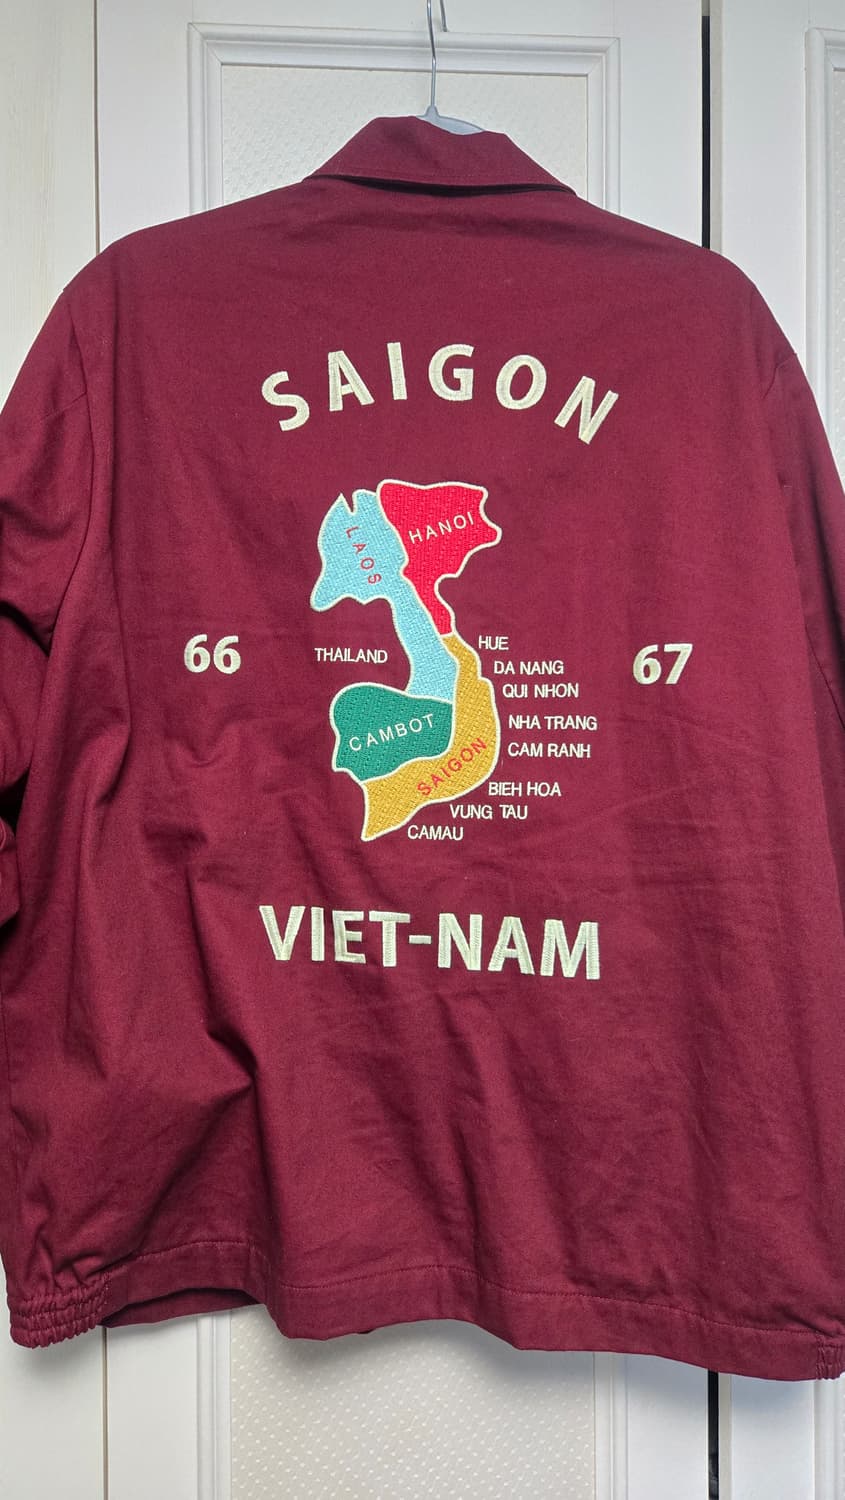 SAIGON
LAOS
HANOI
66
67
THAILAND
HUE
DA NANG
QUI NHON
NHA TRANG
CAM RANH
CAMBOT
SAIGON
BIEH HOA
VUNG TAU
CAMAU
VIET-NAM